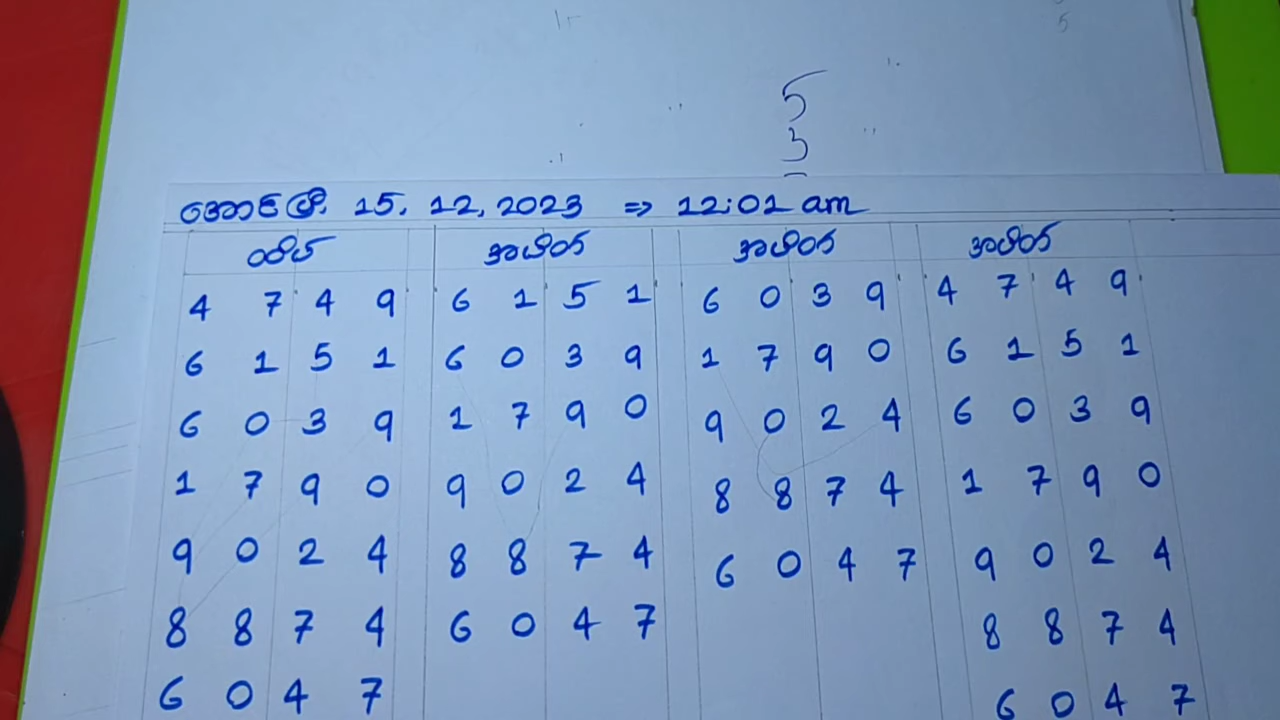 5
3
15. 12. 2023 ⇒ 12:01 am
4 7 4 9 6 1 5 1 6 0 3 9 4 7 4 9
6 1 5 1 6 0 3 9 1 7 9 0 6 1 5 1
6 0 3 9 1 7 9 0 9 0 2 4 6 0 3 9
1 7 9 0 9 0 2 4 8 8 7 4 1 7 9 0
9 0 2 4 8 8 7 4 6 0 4 7 9 0 2 4
8 8 7 4 6 0 4 7 8 8 7 4
6 0 4 7 6 0 4 7